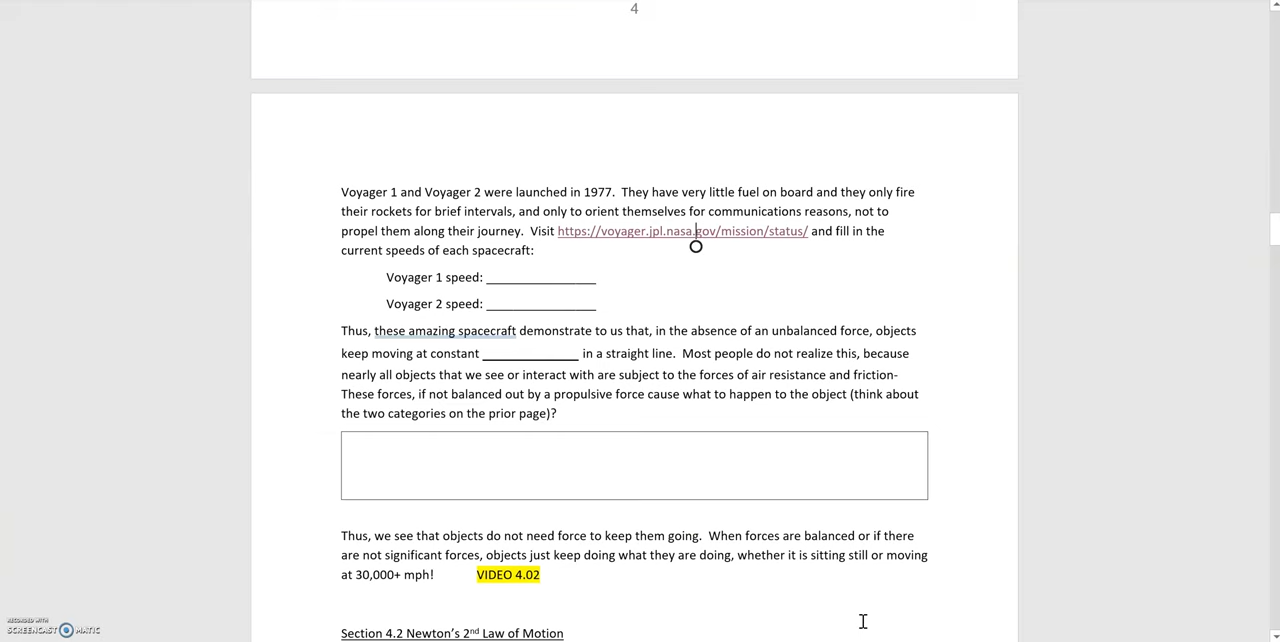 4
Voyager 1 and Voyager 2 were launched in 1977.  They have very little fuel on board and they only fire
their rockets for brief intervals, and only to orient themselves for communications reasons, not to
propel them along their journey.  Visit https://voyager.jpl.nasa.gov/mission/status/ and fill in the
current speeds of each spacecraft:
Voyager 1 speed: ________________
Voyager 2 speed: ________________
Thus, these amazing spacecraft demonstrate to us that, in the absence of an unbalanced force, objects
keep moving at constant ______________ in a straight line.  Most people do not realize this, because
nearly all objects that we see or interact with are subject to the forces of air resistance and friction-
These forces, if not balanced out by a propulsive force cause what to happen to the object (think about
the two categories on the prior page)?
Thus, we see that objects do not need force to keep them going.  When forces are balanced or if there
are not significant forces, objects just keep doing what they are doing, whether it is sitting still or moving
at 30,000+ mph!  VIDEO 4.02
Section 4.2 Newton's 2nd Law of Motion
RECORDED WITH
SCREENCAST MATIC